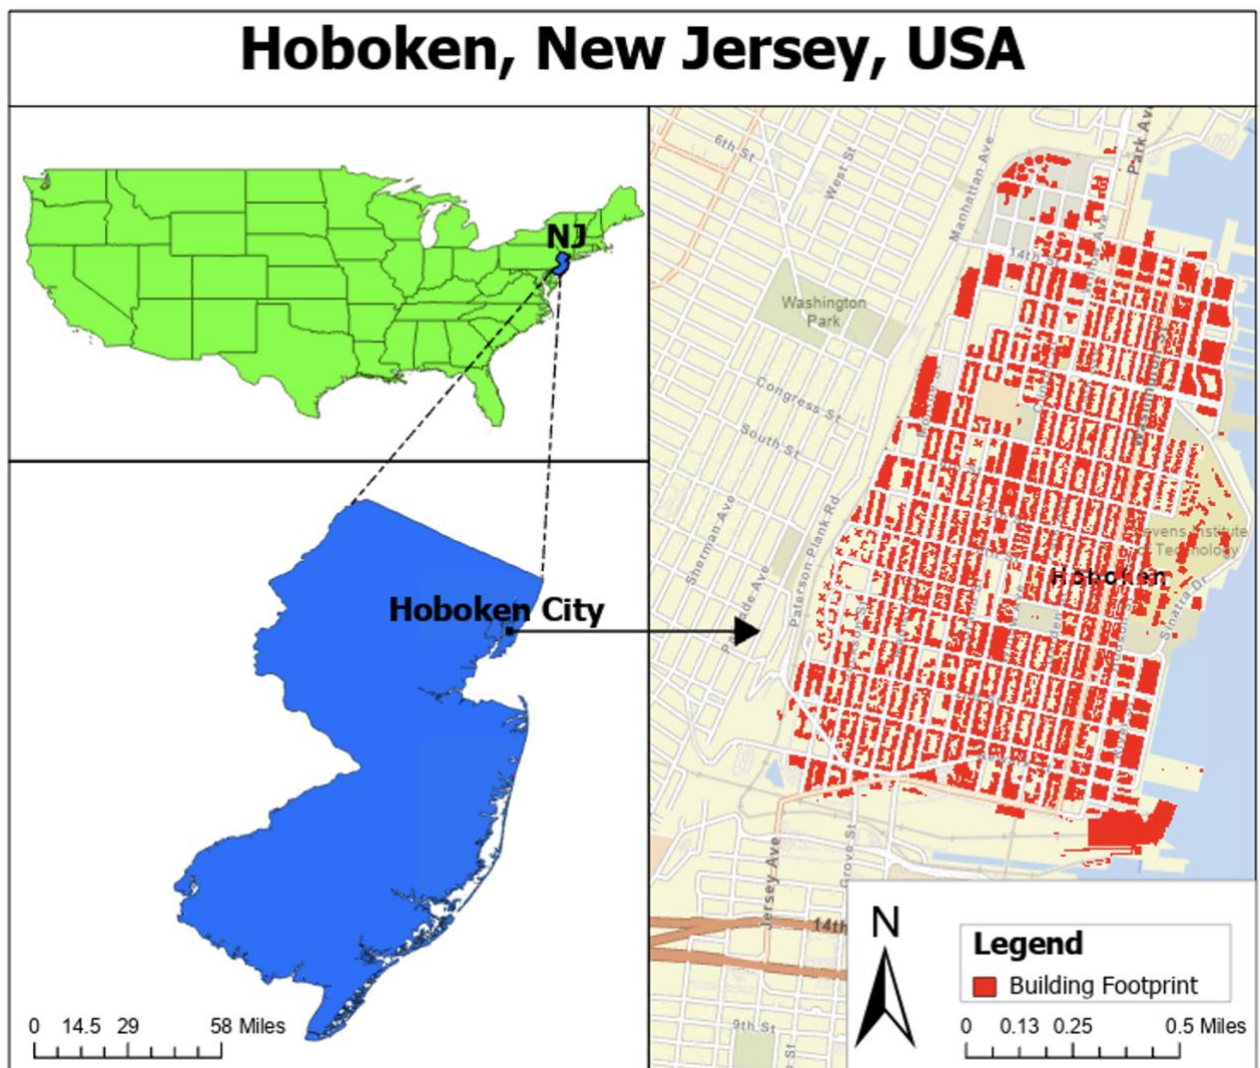 Hoboken, New Jersey, USA
NJ
Hoboken City
0 14.5 29 58 Miles
6th St
West St
Manhattan Ave
Park Ave
14th
Washington
Park
Washington St
Congress St
South St
Sherman Ave
Paterson Plank Rd
evens Institute
of Technology
Hoboken
Sinatra Dr
Jersey Ave
Grove St
14th
9th St
N
Legend
Building Footprint
0 0.13 0.25 0.5 Miles